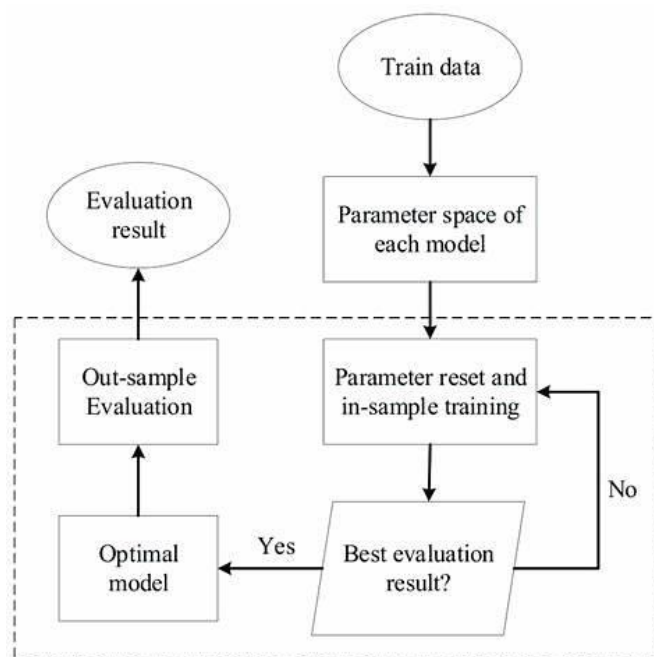 Train data
Evaluation
result
Parameter space of
each model
Out-sample
Evaluation
Parameter reset and
in-sample training
No
Yes
Optimal
model
Best evaluation
result?